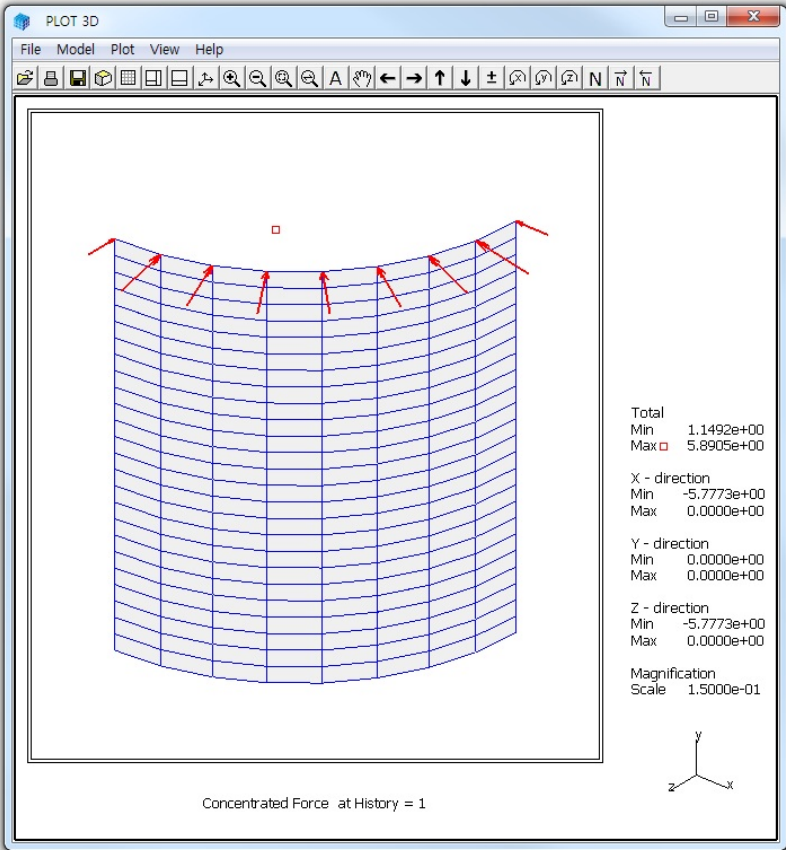 PLOT 3D
File Model Plot View Help
A ± X Y Z N N N
Total
Min 1.1492e+00
Max 5.8905e+00
X - direction
Min -5.7773e+00
Max 0.0000e+00
Y - direction
Min 0.0000e+00
Max 0.0000e+00
Z - direction
Min -5.7773e+00
Max 0.0000e+00
Magnification
Scale 1.5000e-01
y
z x
Concentrated Force at History = 1